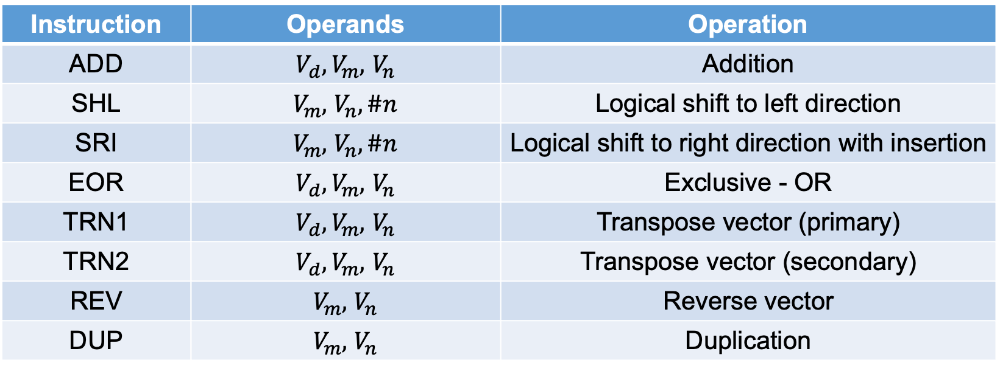 Instruction Operands Operation
ADD V_d, V_m, V_n Addition
SHL V_m, V_n, #n Logical shift to left direction
SRI V_m, V_n, #n Logical shift to right direction with insertion
EOR V_d, V_m, V_n Exclusive - OR
TRN1 V_d, V_m, V_n Transpose vector (primary)
TRN2 V_d, V_m, V_n Transpose vector (secondary)
REV V_m, V_n Reverse vector
DUP V_m, V_n Duplication